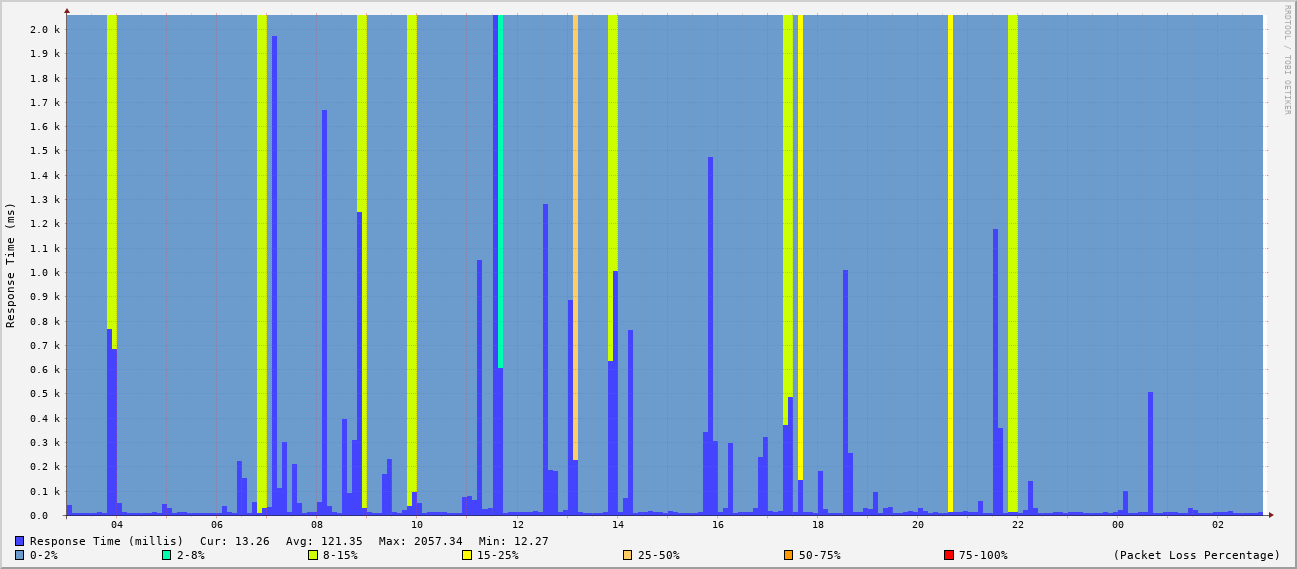 RRDTOOL / TOBI OETIKER
Response Time (ms)
2.0 k
1.9 k
1.8 k
1.7 k
1.6 k
1.5 k
1.4 k
1.3 k
1.2 k
1.1 k
1.0 k
0.9 k
0.8 k
0.7 k
0.6 k
0.5 k
0.4 k
0.3 k
0.2 k
0.1 k
0.0
04 06 08 10 12 14 16 18 20 22 00 02
Response Time (millis) Cur: 13.26 Avg: 121.35 Max: 2057.34 Min: 12.27
0-2% 2-8% 8-15% 15-25% 25-50% 50-75% 75-100% (Packet Loss Percentage)